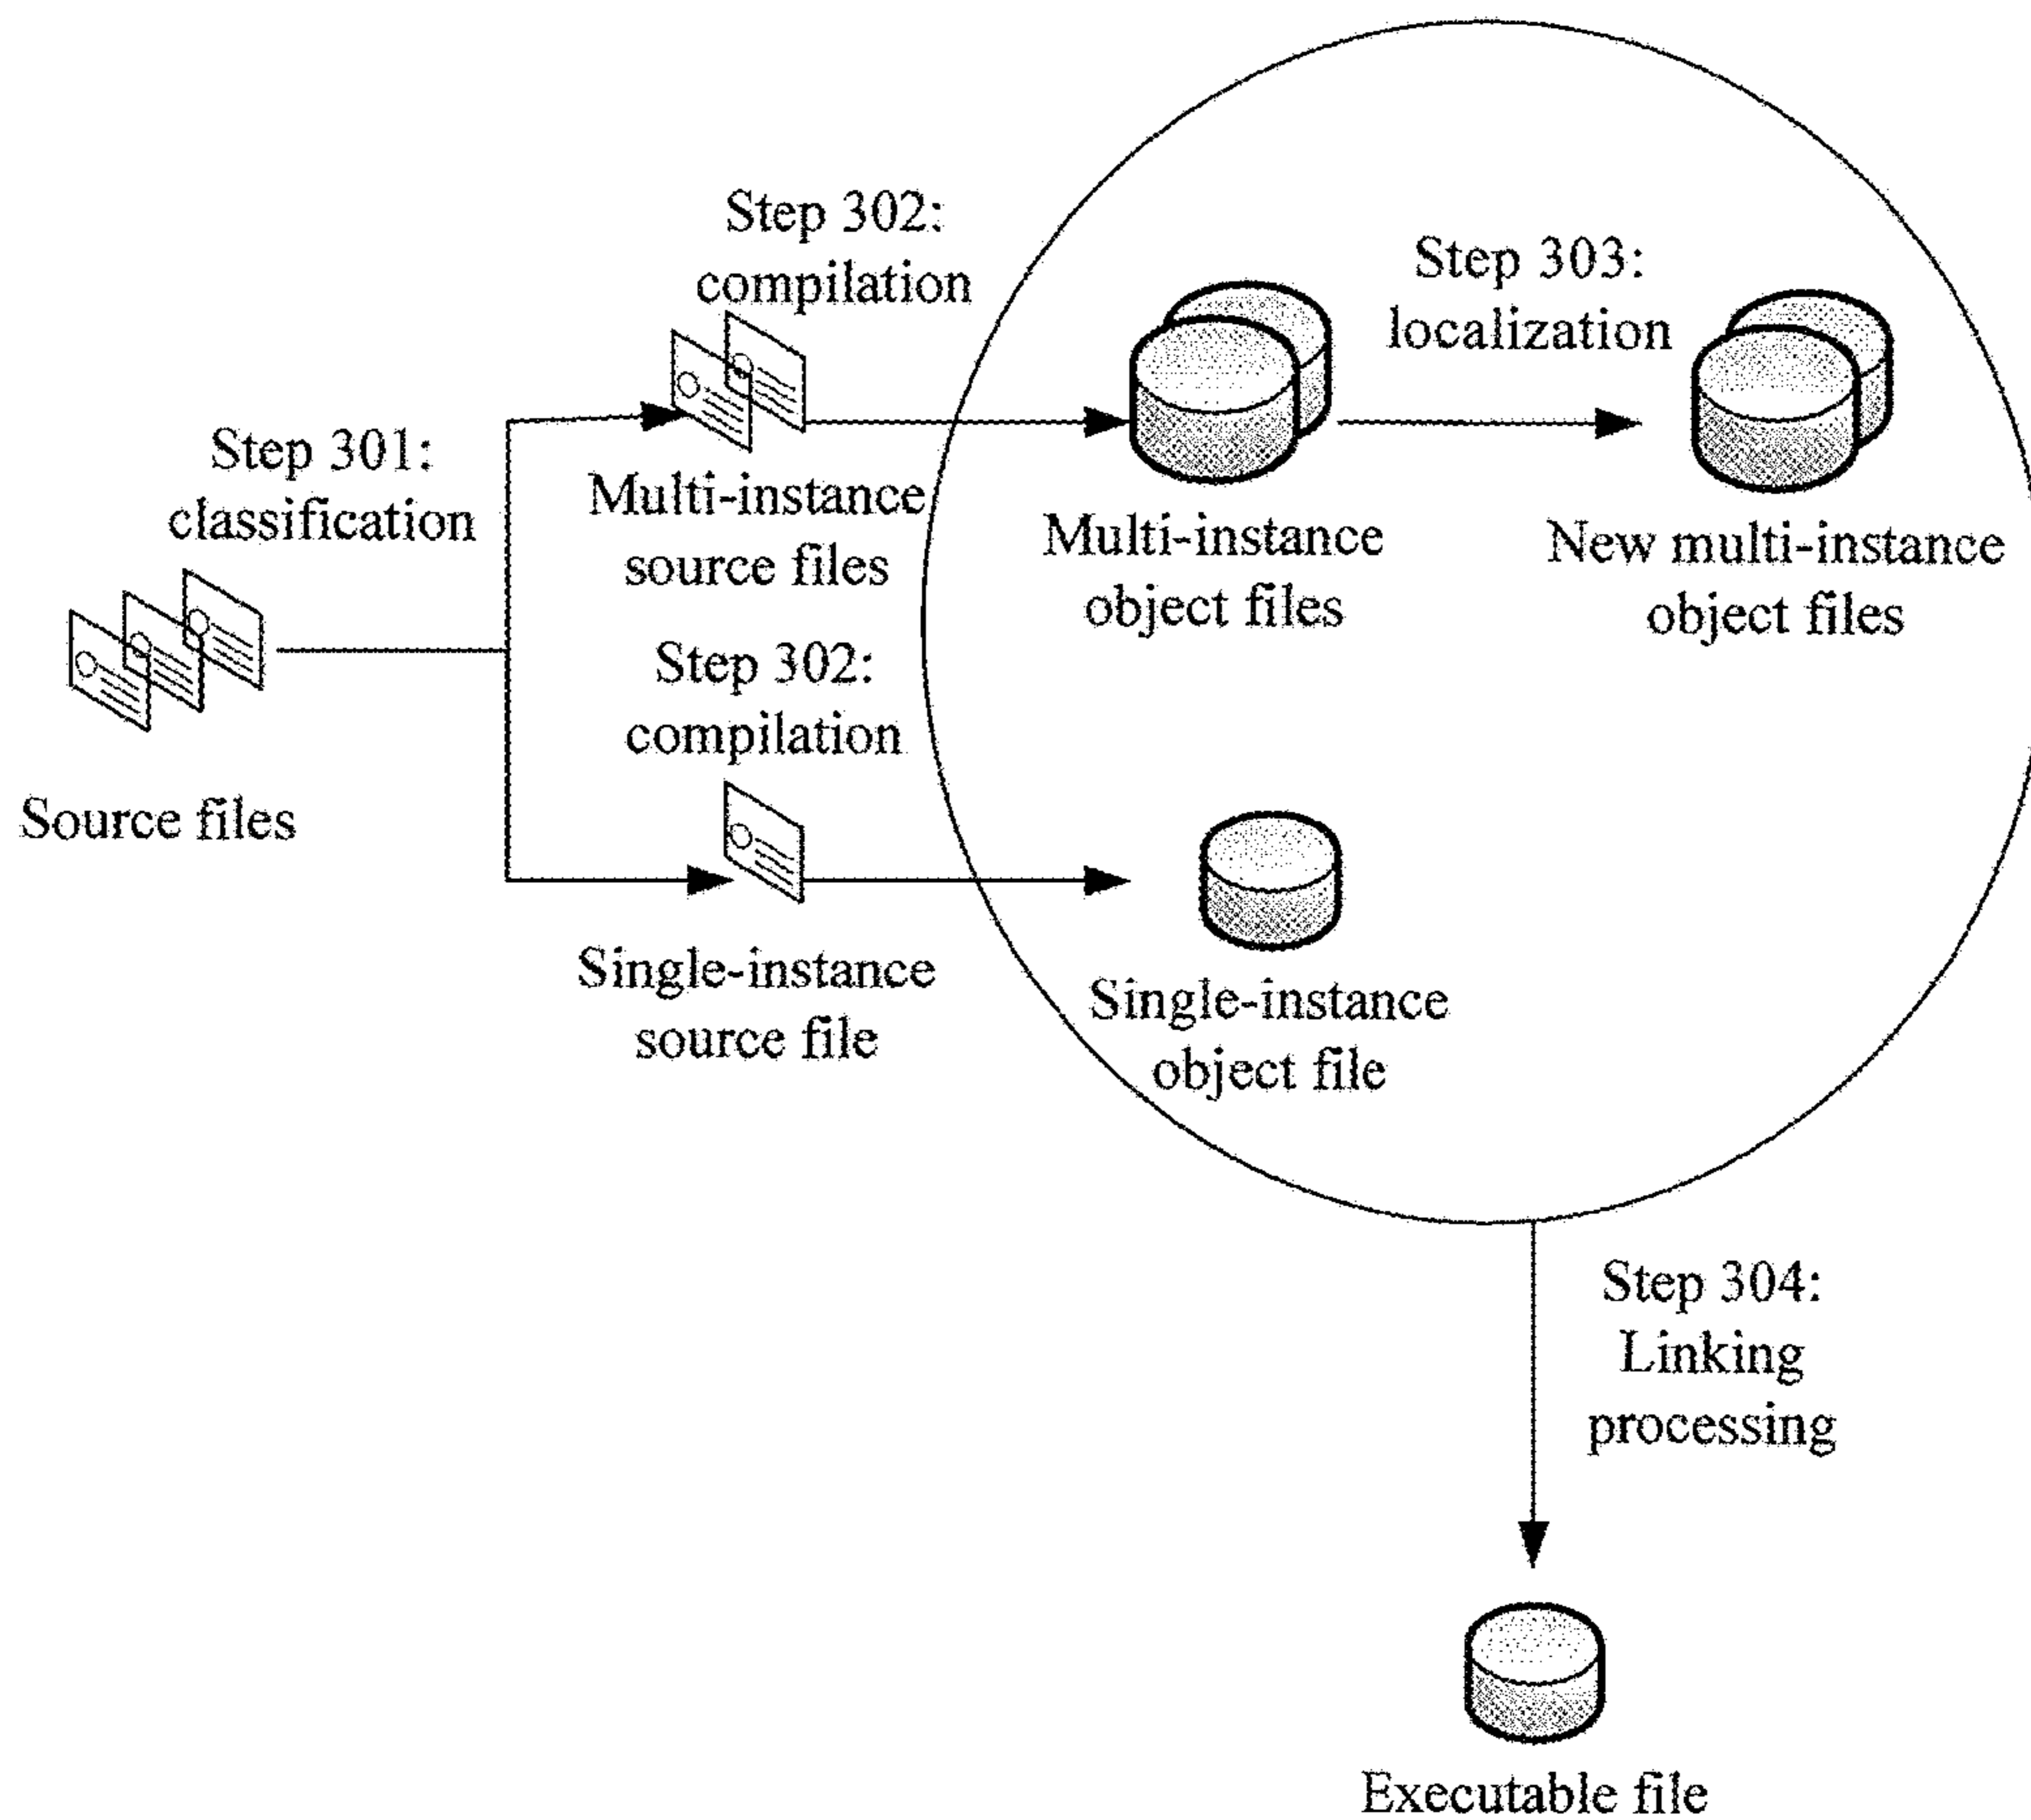 Step 302:
compilation
Step 303:
localization
Step 301:
classification
Multi-instance
source files
Multi-instance
object files
New multi-instance
object files
Step 302:
compilation
Source files
Single-instance
source file
Single-instance
object file
Step 304:
Linking
processing
Executable file